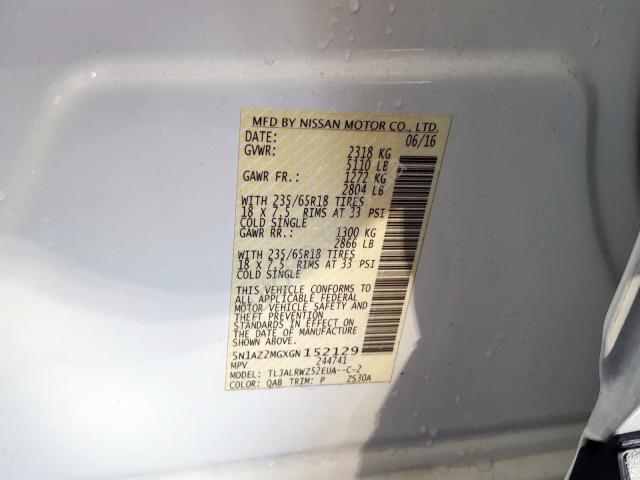 MFD BY NISSAN MOTOR CO., LTD.
DATE: 06/16
GVWR: 2318 KG
5110 LB
GAWR FR.: 1272 KG
2804 LB
WITH 235/65R18 TIRES
18 X 7.5 RIMS AT 33 PSI
COLD SINGLE
GAWR RR.: 1300 KG
2866 LB
WITH 235/65R18 TIRES
18 X 7.5 RIMS AT 33 PSI
COLD SINGLE
THIS VEHICLE CONFORMS TO
ALL APPLICABLE FEDERAL
MOTOR VEHICLE SAFETY AND
THEFT PREVENTION
STANDARDS IN EFFECT ON
THE DATE OF MANUFACTURE
SHOWN ABOVE.
5N1AZ2MGXGN152129
MPV 244741
MODEL: TLJALRWZ52EUA--C-2
COLOR: QAB TRIM: P ZS30A